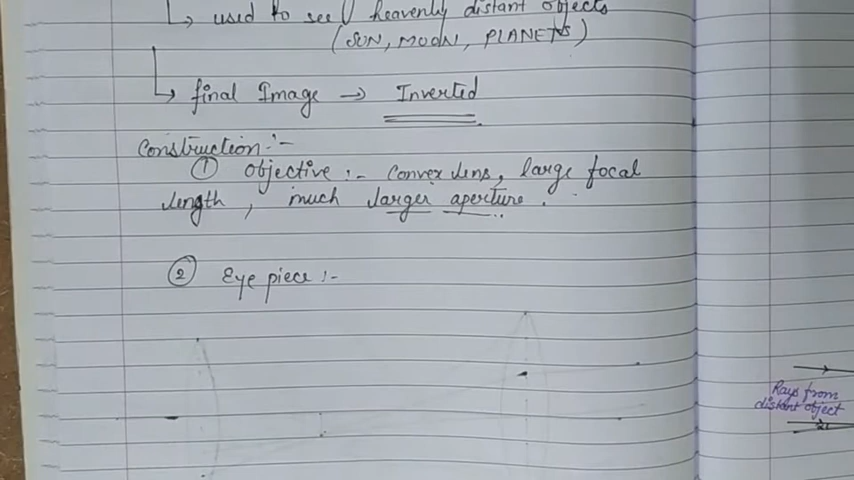 ↳ used to see heavenly distant objects
(SUN, MOON, PLANETS)
↳ final Image → Inverted
Construction:-
① Objective :- Convex lens, large focal
length, much larger aperture.
② Eye piece :-
Rays from
distant object